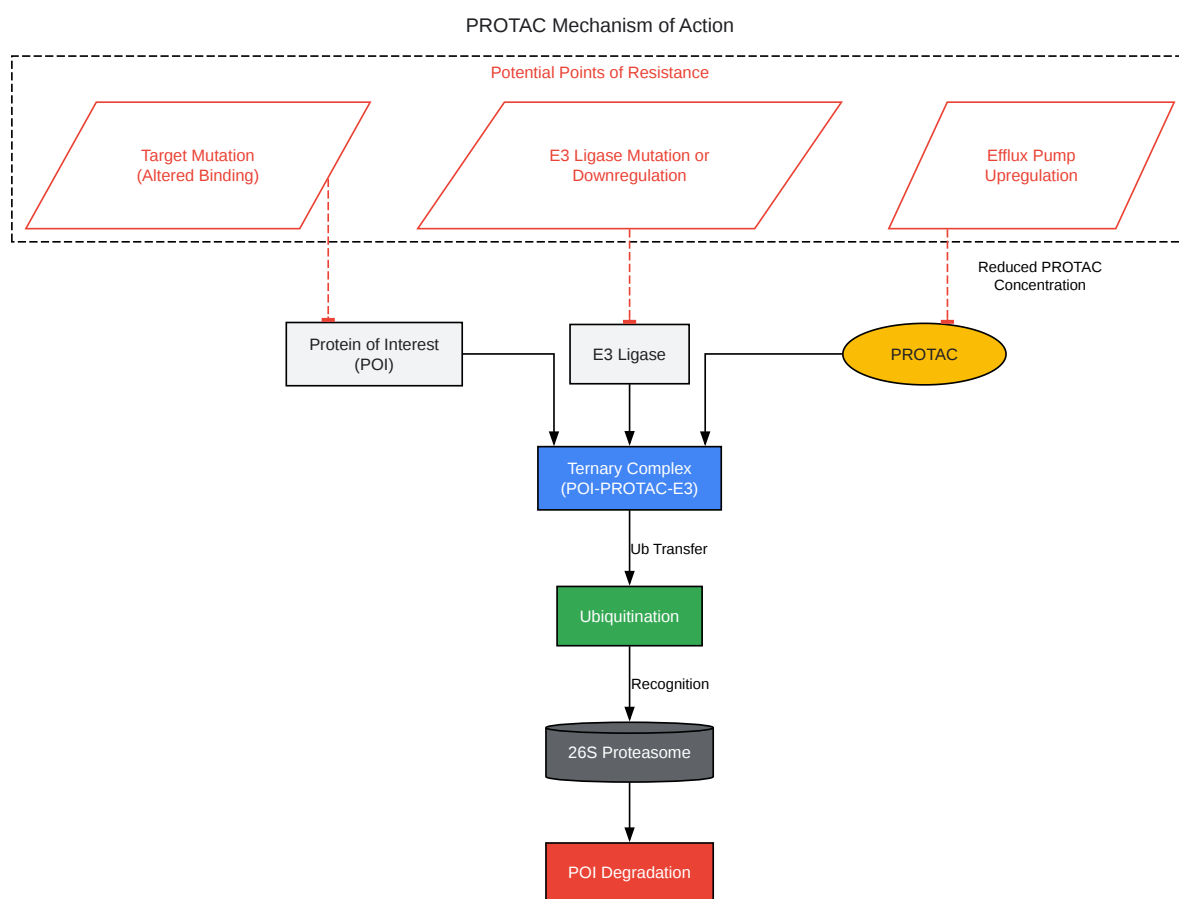 PROTAC Mechanism of Action
Potential Points of Resistance
Target Mutation
(Altered Binding)
E3 Ligase Mutation or
Downregulation
Efflux Pump
Upregulation
Reduced PROTAC
Concentration
Protein of Interest
(POI)
E3 Ligase
PROTAC
Ternary Complex
(POI-PROTAC-E3)
Ub Transfer
Ubiquitination
Recognition
26S Proteasome
POI Degradation